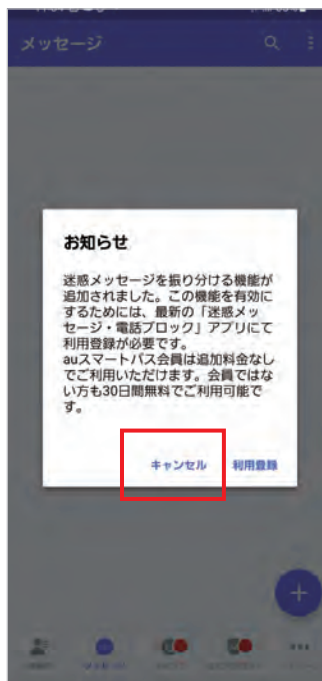 メッセージ
お知らせ
迷惑メッセージを振り分ける機能が
追加されました。この機能を有効に
するためには、最新の「迷惑メッ
セージ・電話ブロック」アプリにて
利用登録が必要です。
auスマートパス会員は追加料金なし
でご利用いただけます。会員ではな
い方も30日間無料でご利用可能で
す。
キャンセル 利用登録